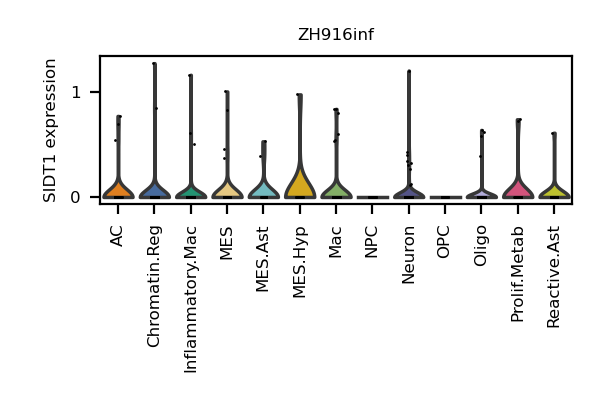 ZH916inf
SIDT1 expression
1
0
AC
Chromatin.Reg
Inflammatory.Mac
MES
MES.Ast
MES.Hyp
Mac
NPC
Neuron
OPC
Oligo
Prolif.Metab
Reactive.Ast